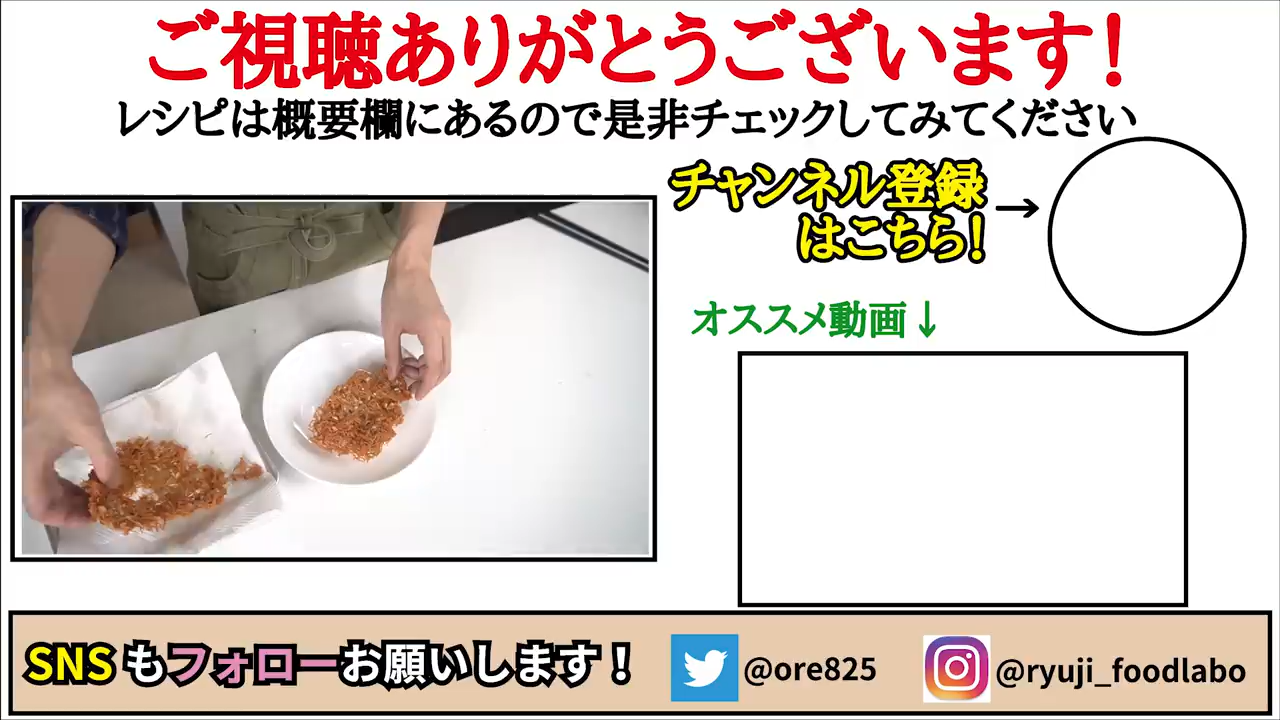 ご視聴ありがとうございます!
レシピは概要欄にあるので是非チェックしてみてください
チャンネル登録
はこちら!
→
オススメ動画↓
SNSもフォローお願いします!
@ore825
@ryuji_foodlabo